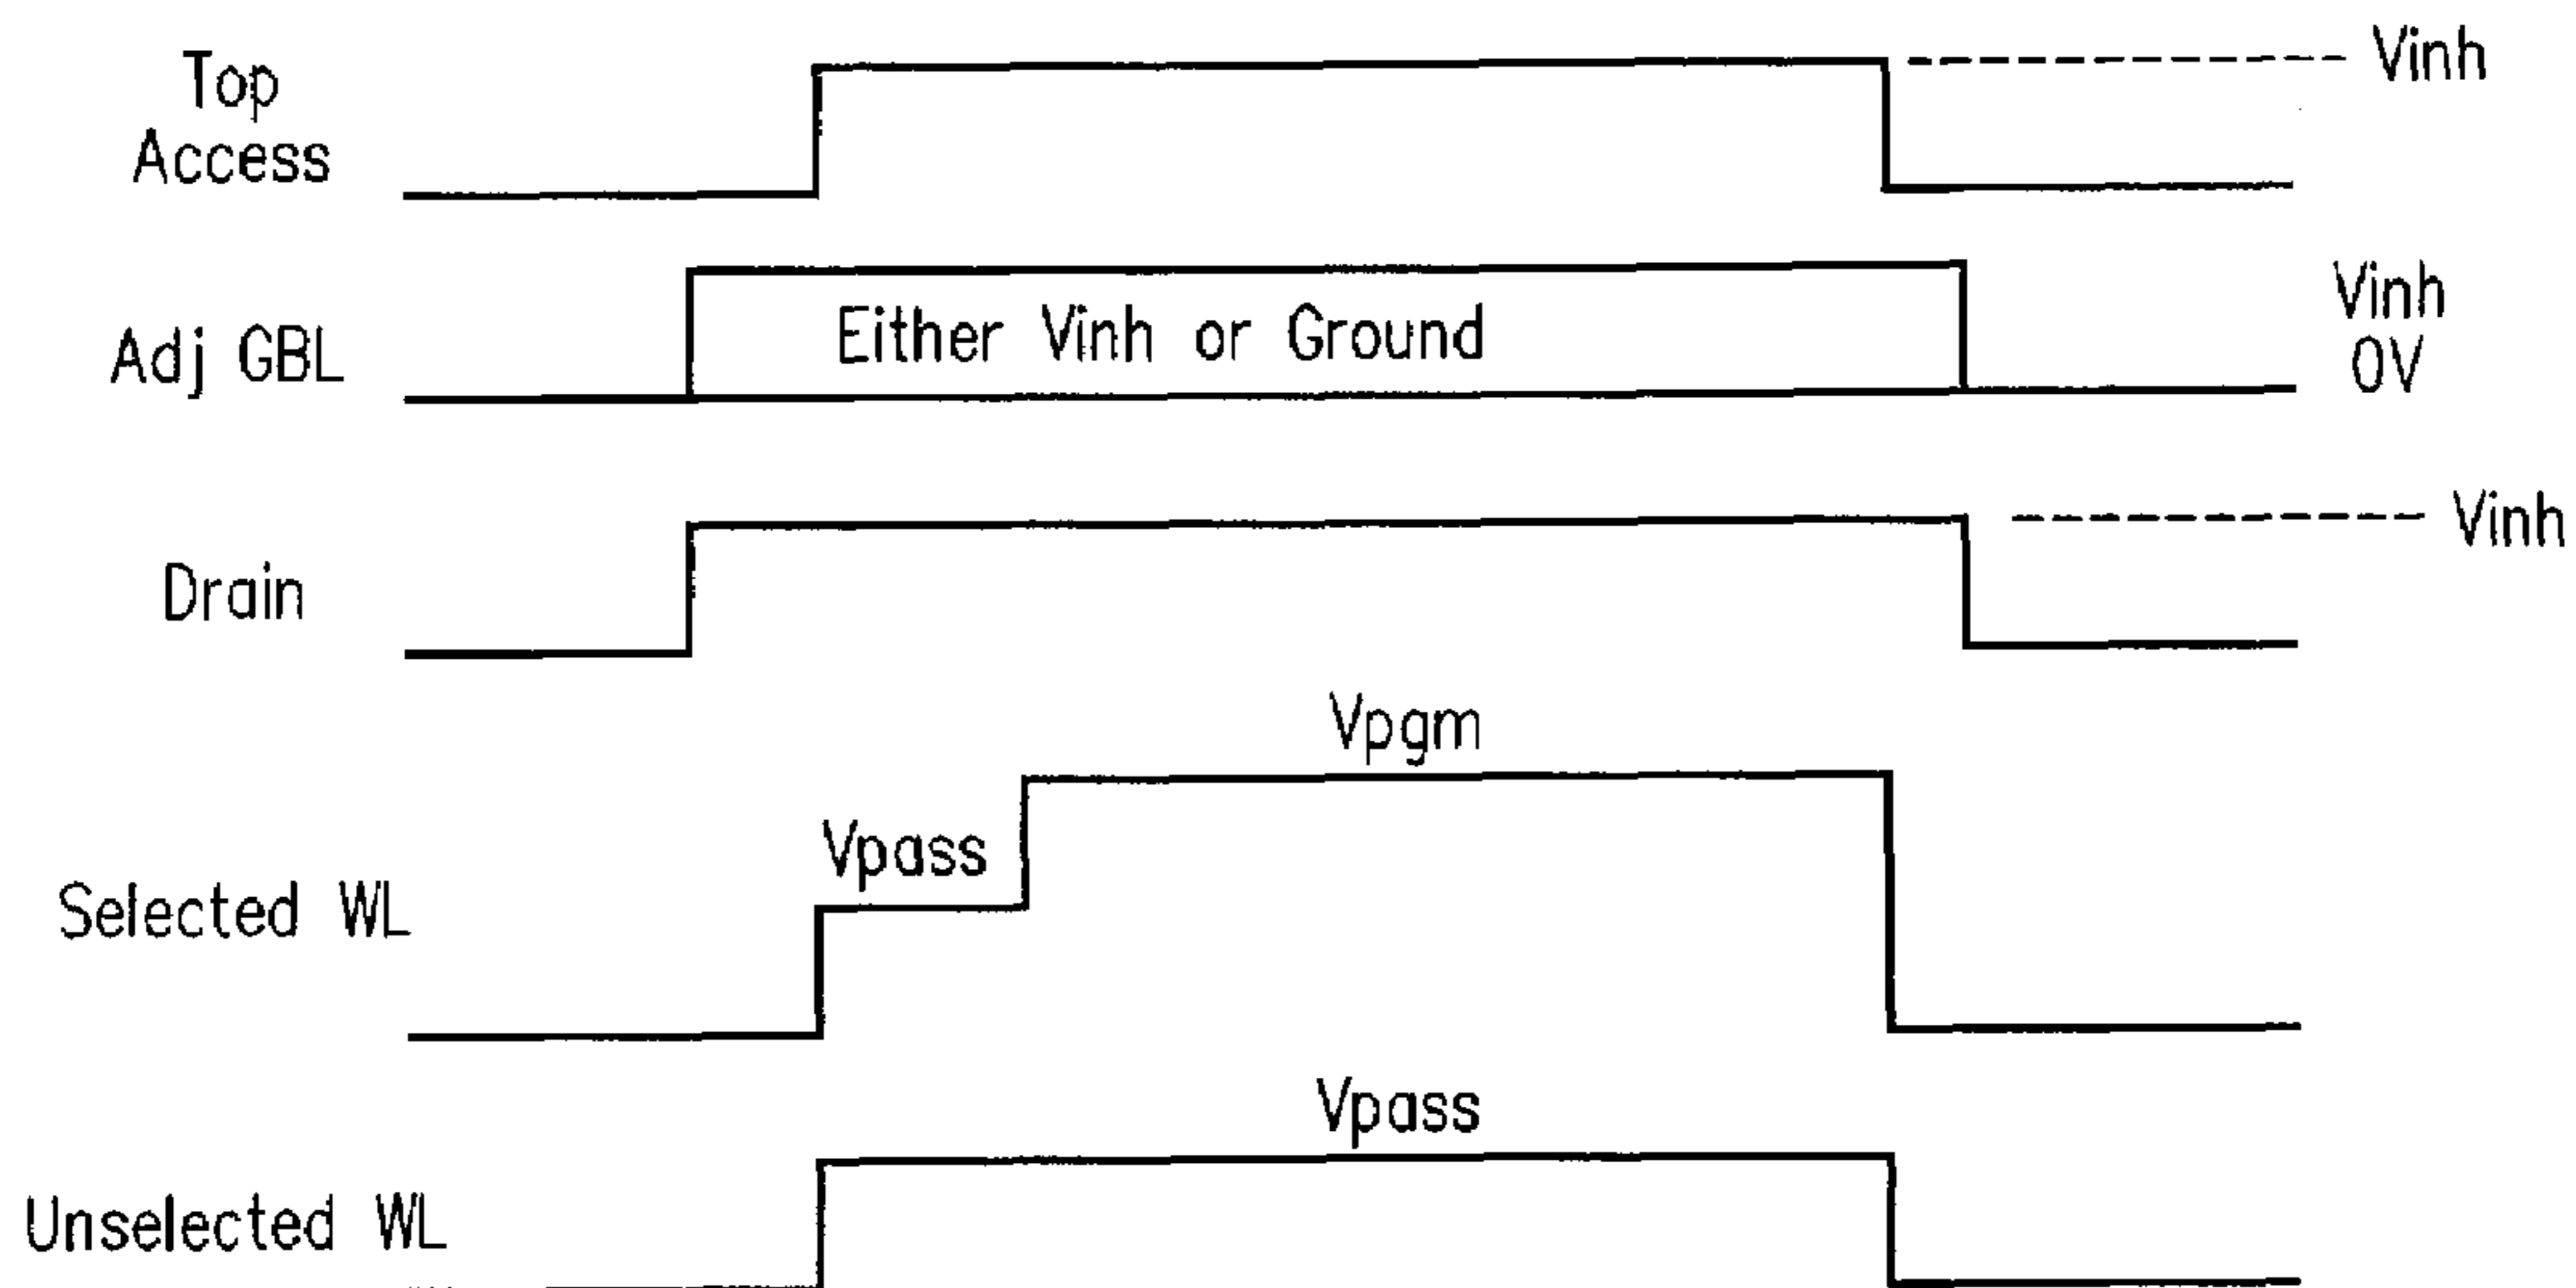 Top
Access
Vinh
Adj GBL
Either Vinh or Ground
Vinh
0V
Drain
Vinh
Vpgm
Vpass
Selected WL
Vpass
Unselected WL